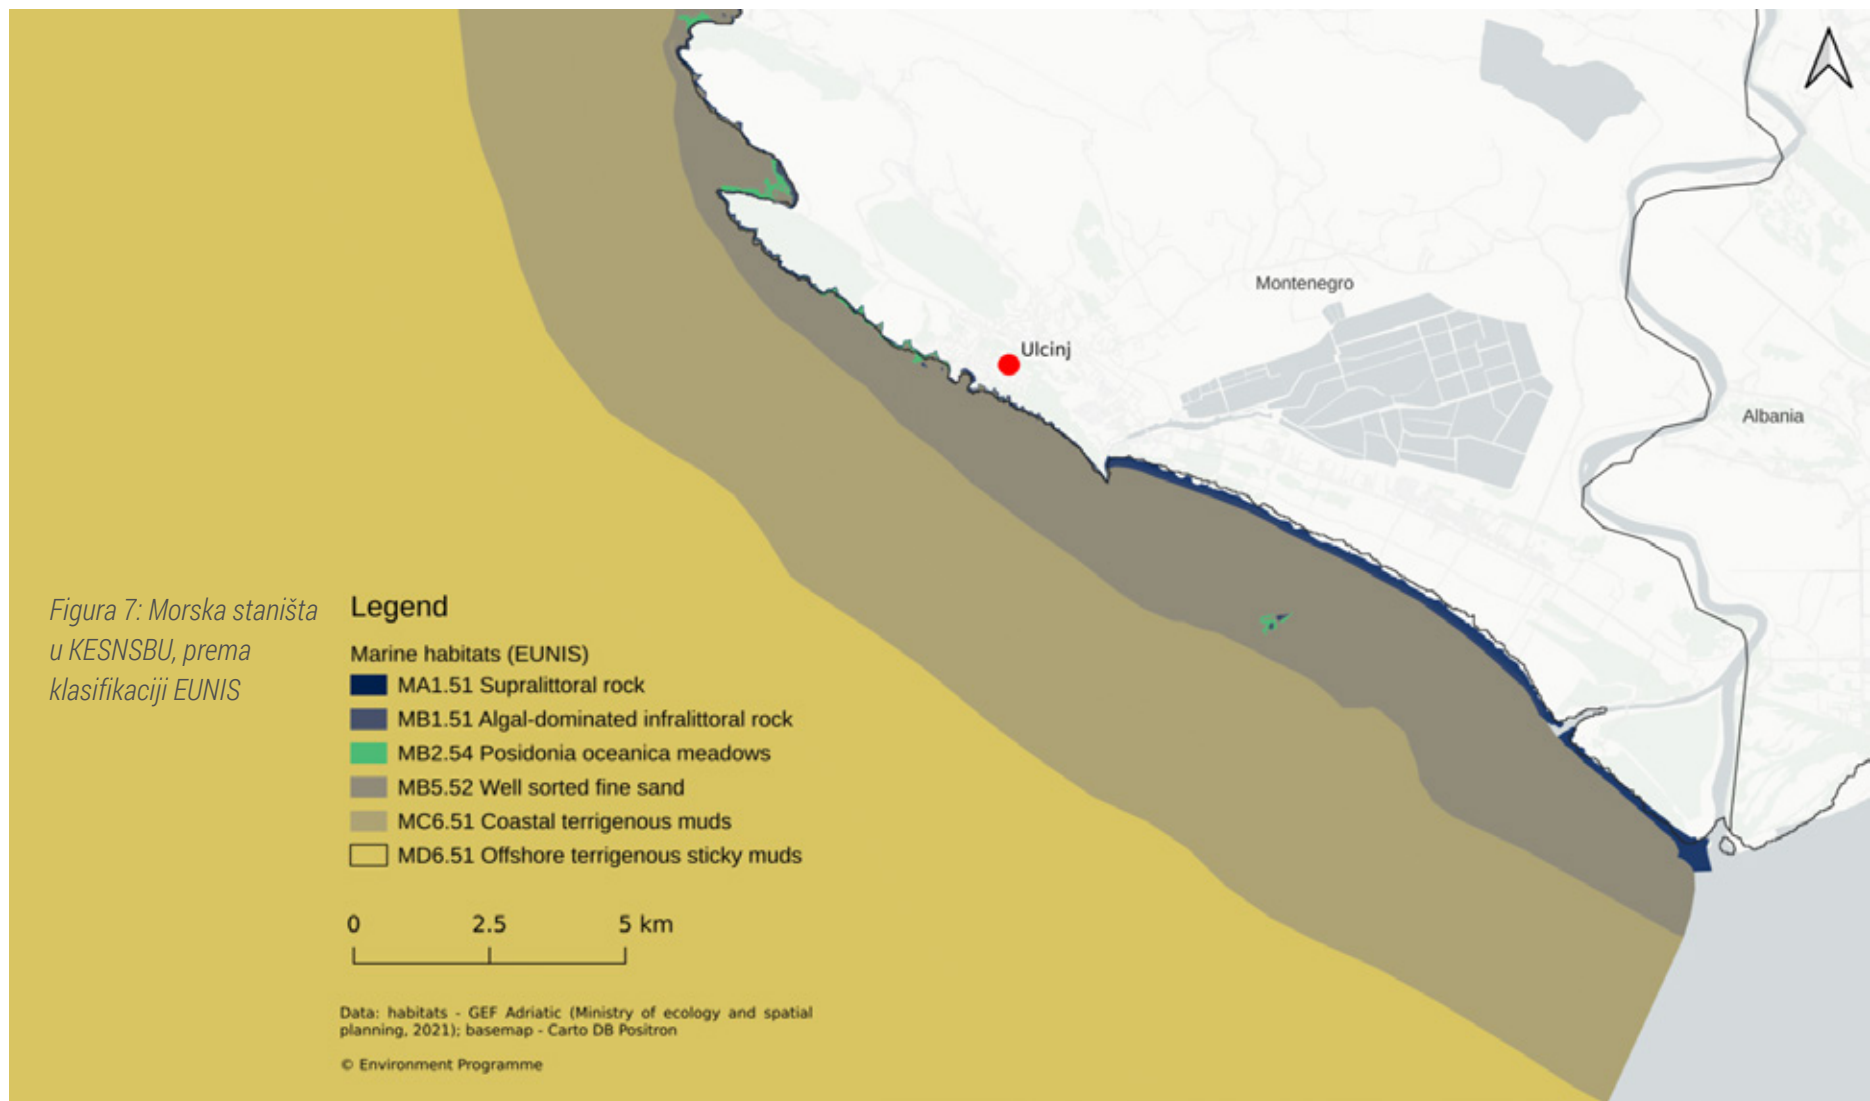 Montenegro
Ulcinj
Albania
Figura 7: Morska staništa
u KESNSBU, prema
klasifikaciji EUNIS
Legend
Marine habitats (EUNIS)
MA1.51 Supralittoral rock
MB1.51 Algal-dominated infralittoral rock
MB2.54 Posidonia oceanica meadows
MB5.52 Well sorted fine sand
MC6.51 Coastal terrigenous muds
MD6.51 Offshore terrigenous sticky muds
0 2.5 5 km
Data: habitats - GEF Adriatic (Ministry of ecology and spatial
planning, 2021); basemap - Carto DB Positron
© Environment Programme